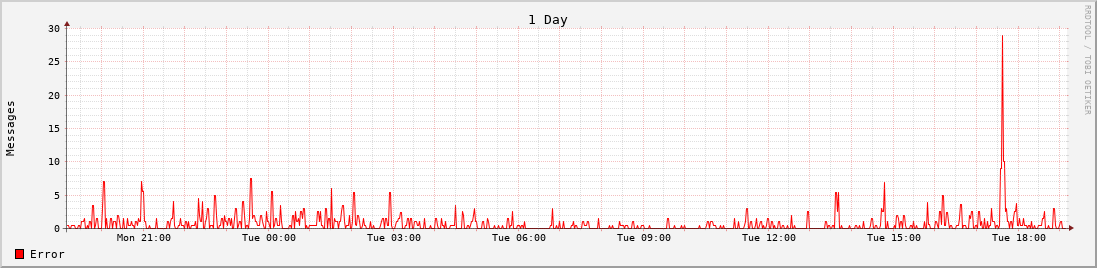 1 Day
RRDTOOL / TOBI OETIKER
Messages
30
25
20
15
10
5
0
Mon 21:00 Tue 00:00 Tue 03:00 Tue 06:00 Tue 09:00 Tue 12:00 Tue 15:00 Tue 18:00
Error